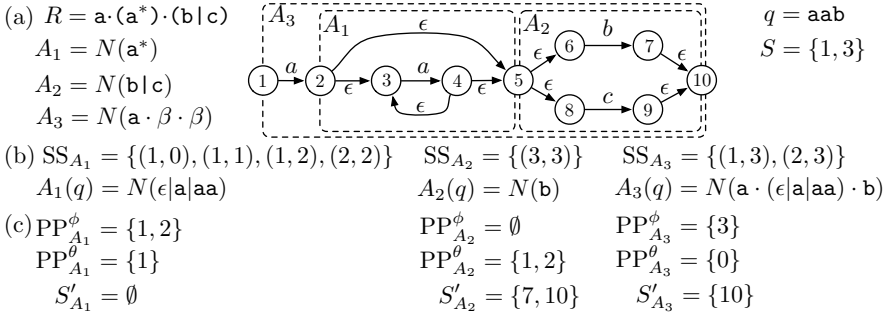 (a) R = a·(a*)·(b|c)
A₁ = N(a*)
A₂ = N(b|c)
A₃ = N(a · β · β)
A₃ A₁ A₂
ϵ b
6 7
ϵ ϵ
1 a 2 ϵ 3 a 4 ϵ 5 10
ϵ ϵ c ϵ
8 9
q = aab
S = {1, 3}
(b) SS_{A₁} = {(1, 0), (1, 1), (1, 2), (2, 2)} SS_{A₂} = {(3, 3)} SS_{A₃} = {(1, 3), (2, 3)}
A₁(q) = N(ϵ|a|aa) A₂(q) = N(b) A₃(q) = N(a · (ϵ|a|aa) · b)
(c) PP^ϕ_{A₁} = {1, 2} PP^ϕ_{A₂} = ∅ PP^ϕ_{A₃} = {3}
PP^θ_{A₁} = {1} PP^θ_{A₂} = {1, 2} PP^θ_{A₃} = {0}
S′_{A₁} = ∅ S′_{A₂} = {7, 10} S′_{A₃} = {10}